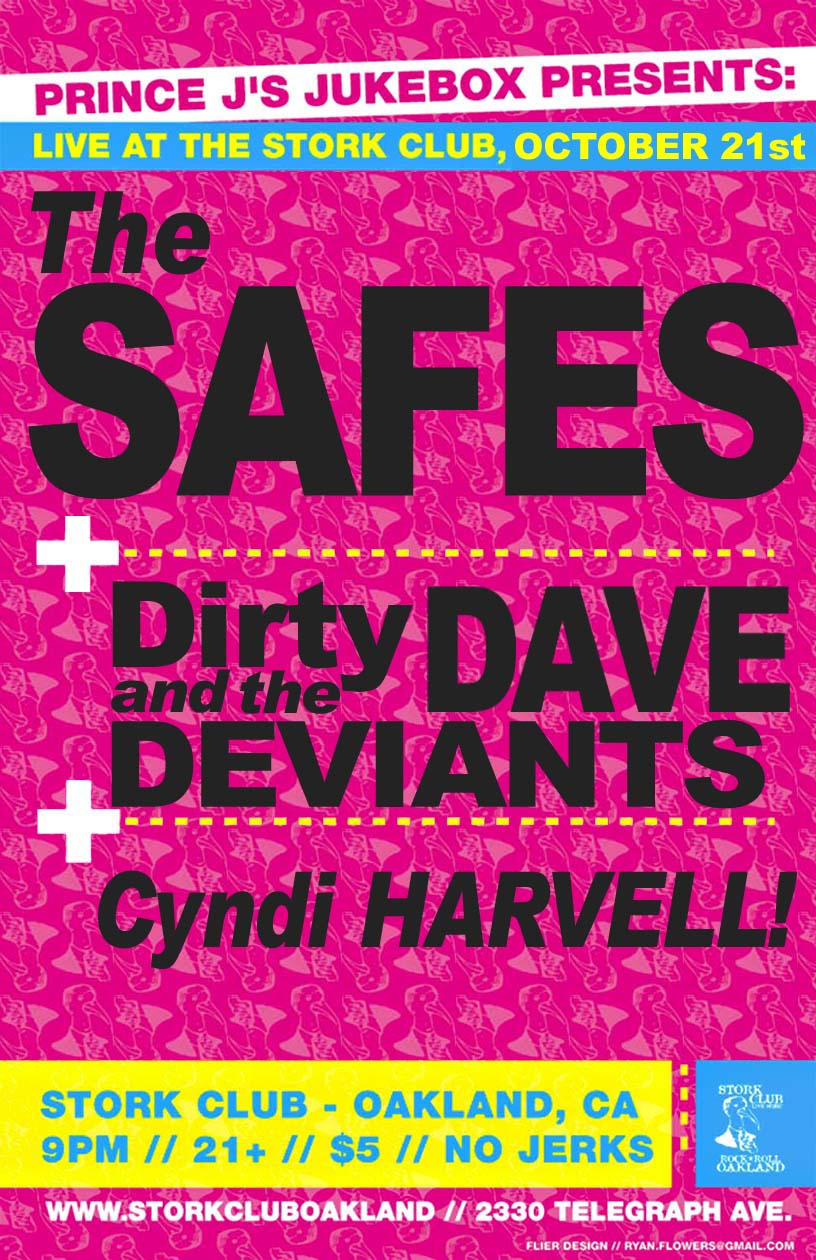 PRINCE J'S JUKEBOX PRESENTS:
LIVE AT THE STORK CLUB, OCTOBER 21st
The
SAFES
+
Dirty DAVE
and the
DEVIANTS
+
Cyndi HARVELL!
STORK CLUB - OAKLAND, CA
9PM // 21+ // $5 // NO JERKS
STORK
CLUB
LIVE MUSIC
ROCK★ROLL
OAKLAND
WWW.STORKCLUBOAKLAND // 2330 TELEGRAPH AVE.
FLIER DESIGN // RYAN.FLOWERS@GMAIL.COM